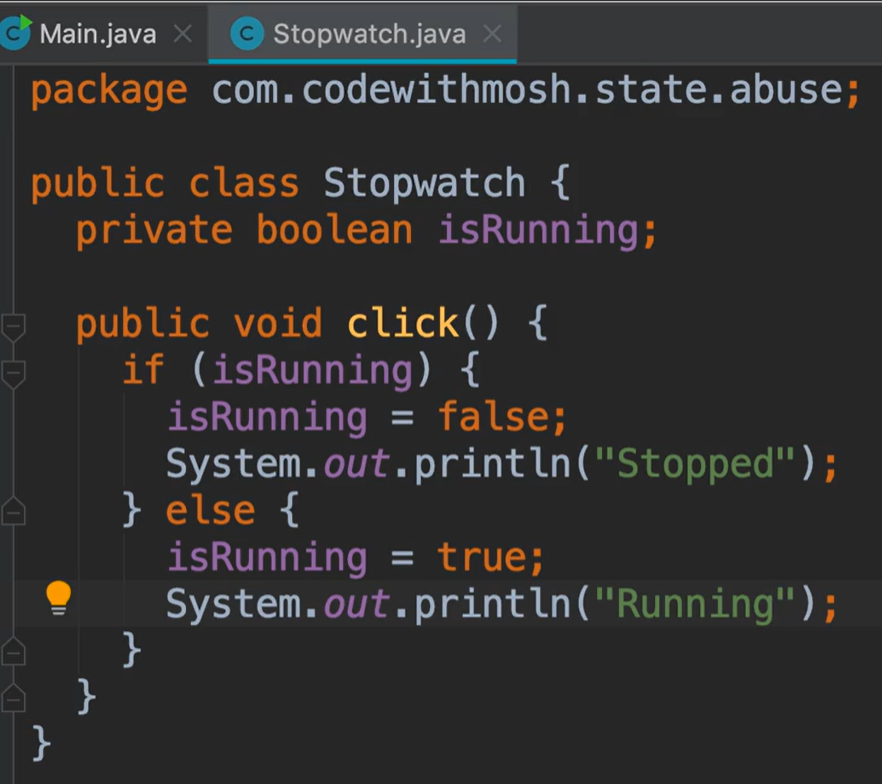 Main.java Stopwatch.java
package com.codewithmosh.state.abuse;
public class Stopwatch {
private boolean isRunning;
public void click() {
if (isRunning) {
isRunning = false;
System.out.println("Stopped");
} else {
isRunning = true;
System.out.println("Running");
}
}
}